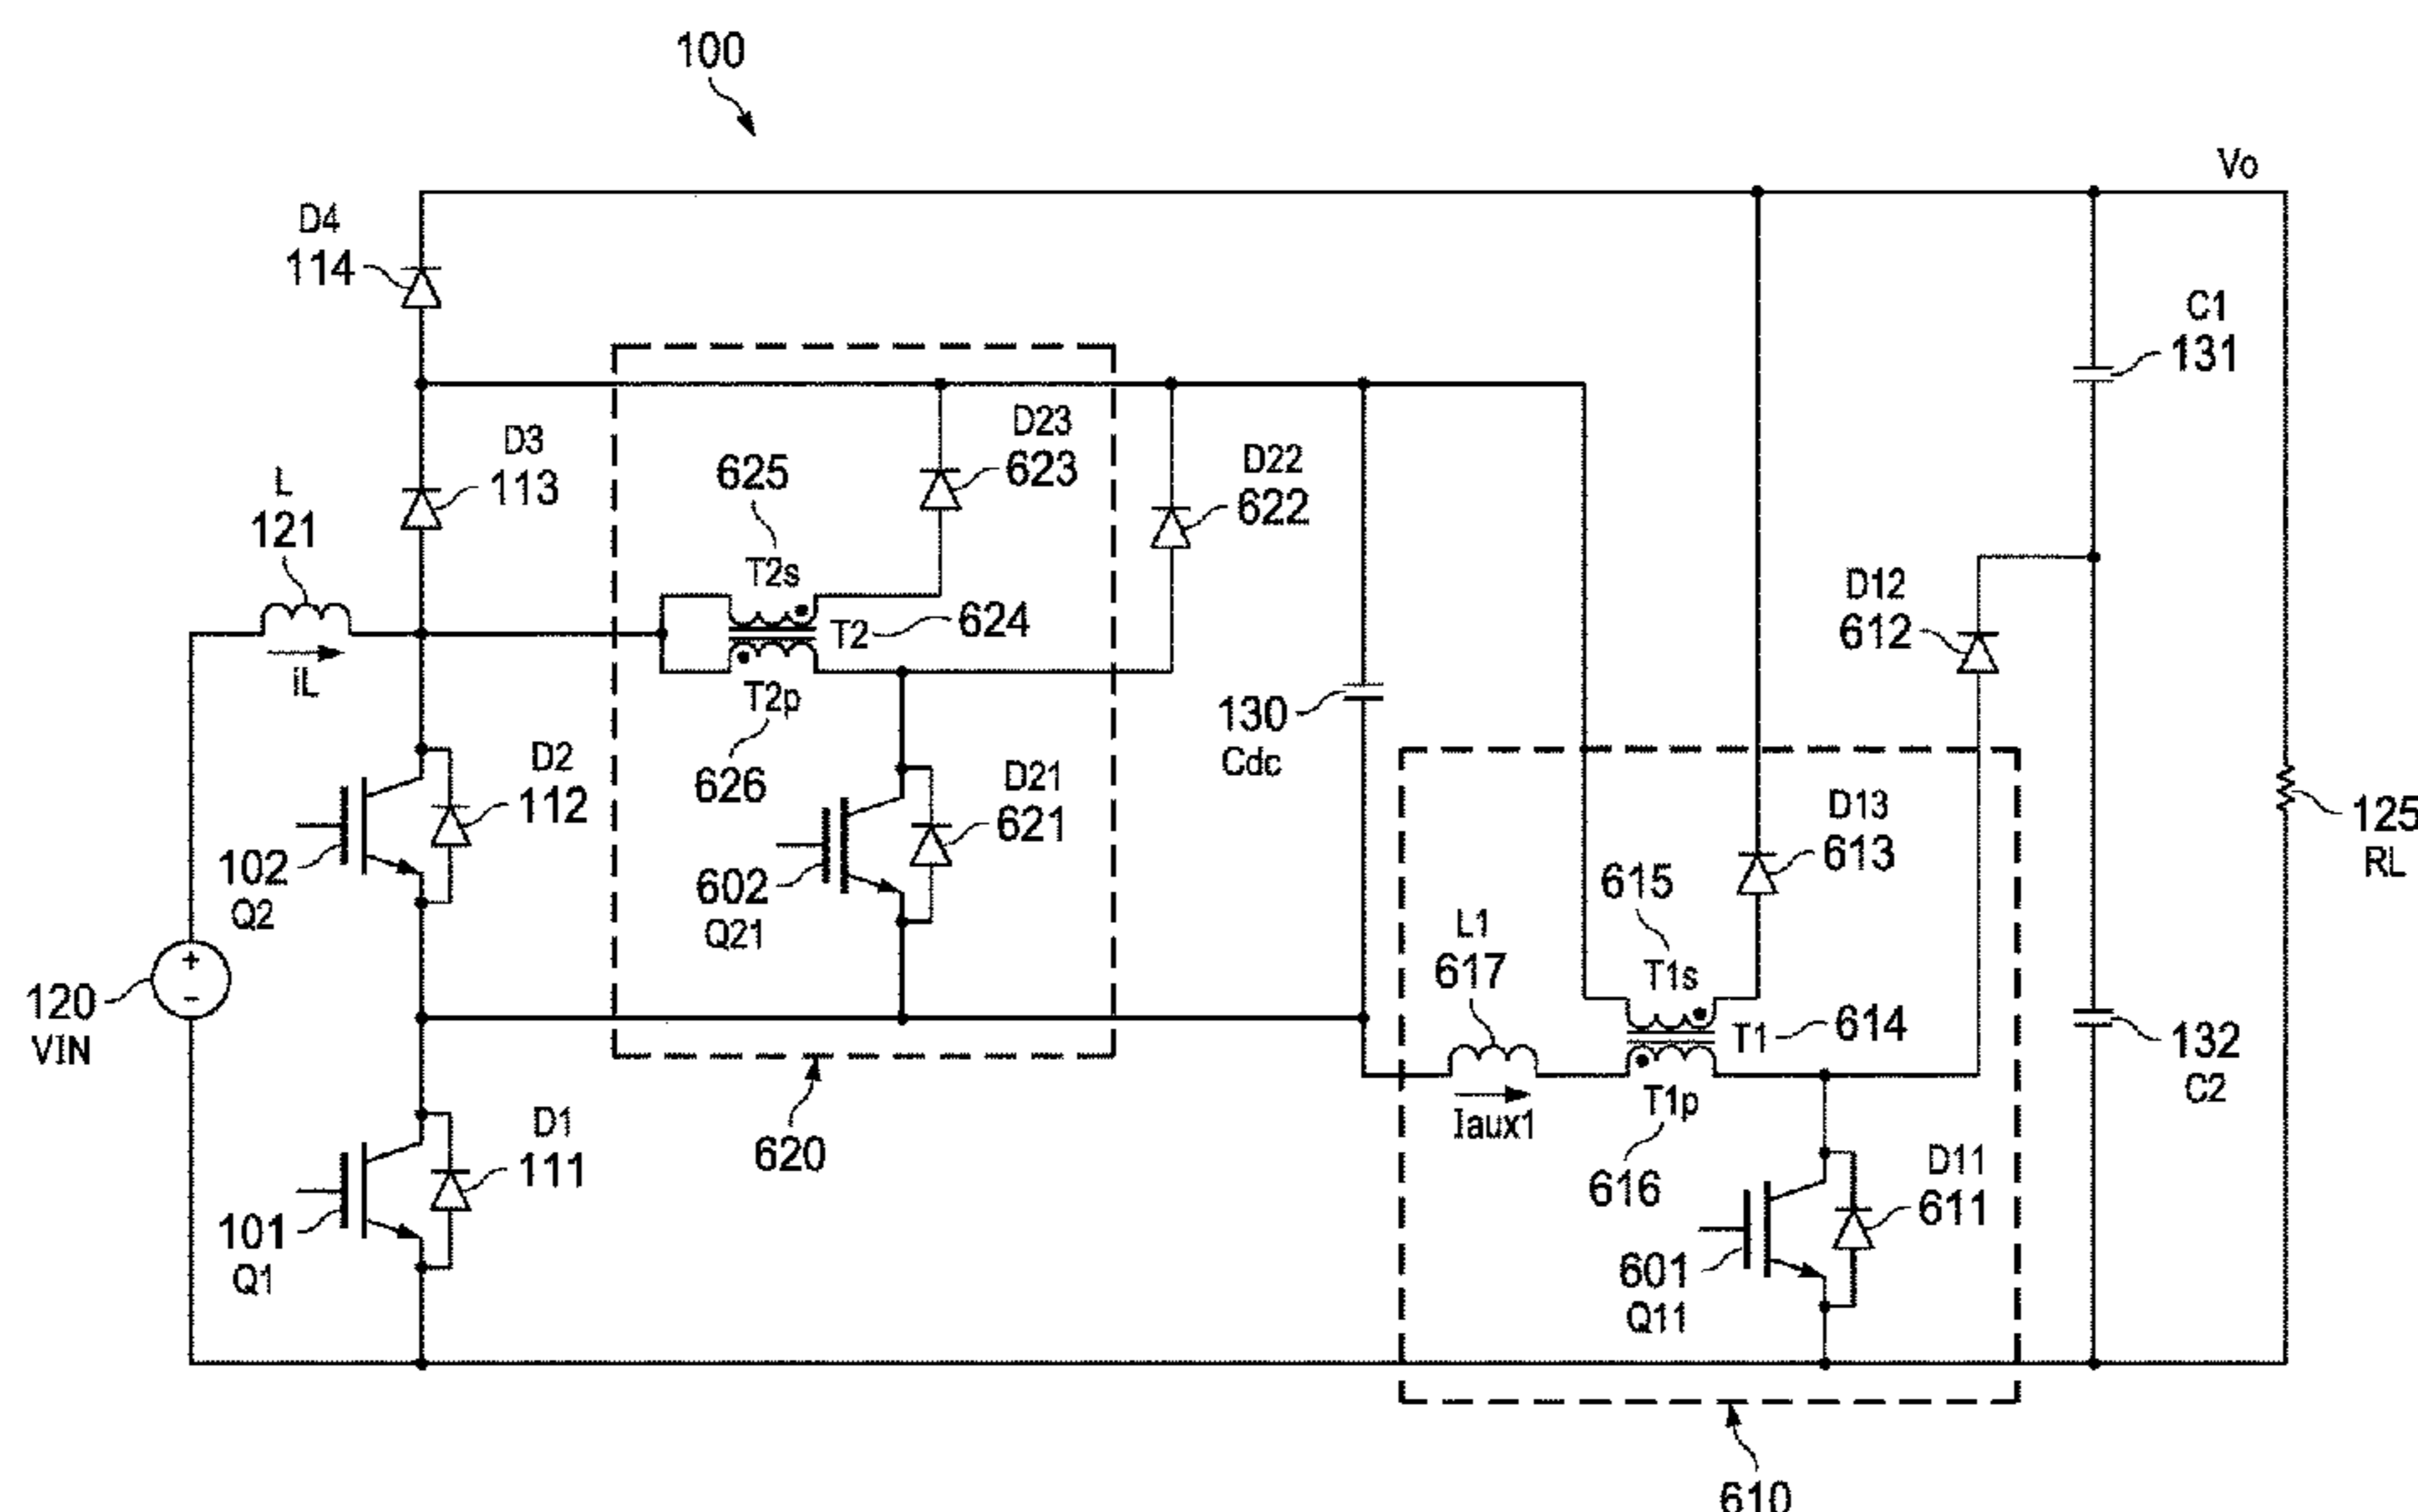 100
Vo
D4
114
C1
131
D3
113
D23
623
D22
622
L
121
625
T2s
T2
624
D12
612
iL
T2p
626
130
Cdc
D2
112
D21
621
D13
613
125
RL
102
Q2
602
Q21
615
L1
617
T1s
T1
614
+
-
120
VIN
132
C2
620
D1
111
Iaux1
T1p
616
D11
611
101
Q1
601
Q11
610